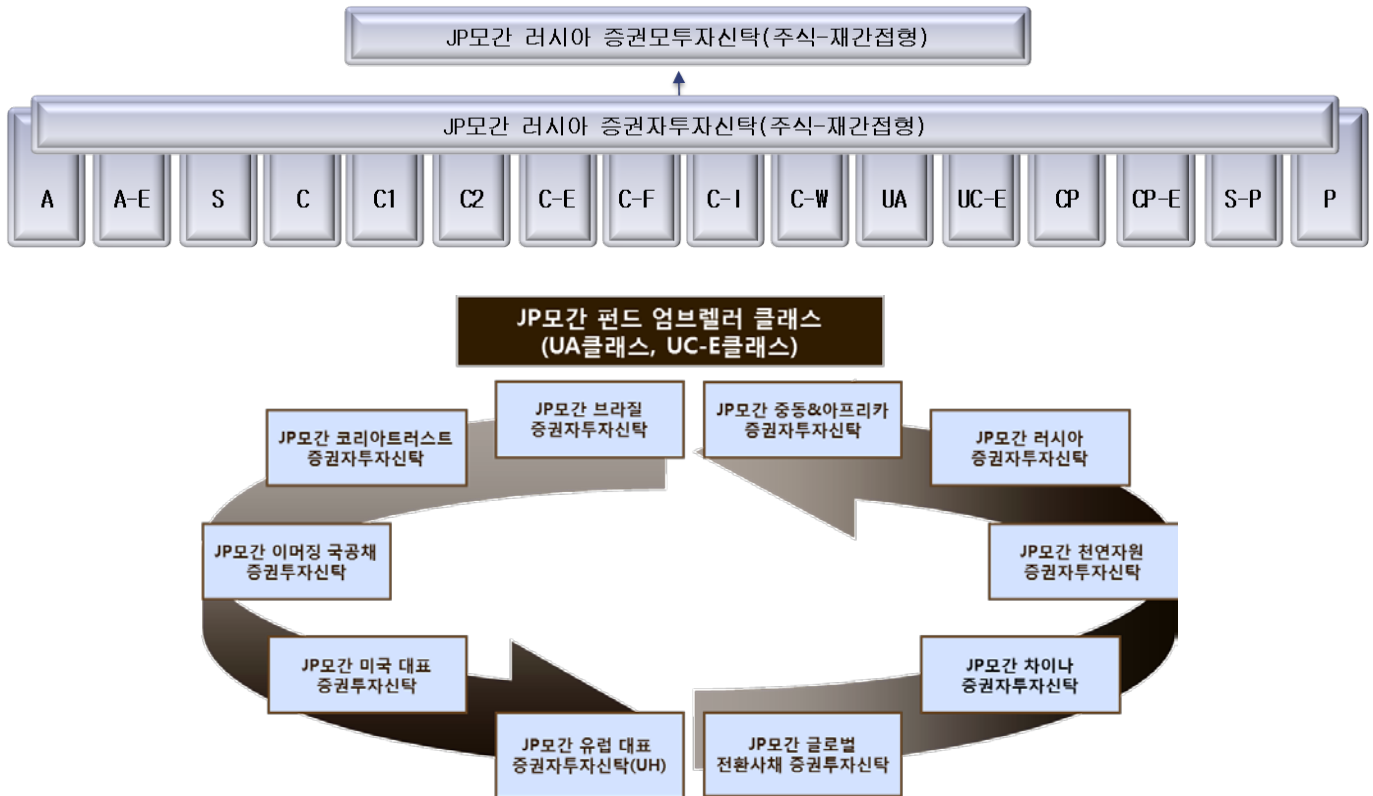 JP모간 러시아 증권모투자신탁(주식-재간접형)
JP모간 러시아 증권자투자신탁(주식-재간접형)
A A-E S C C1 C2 C-E C-F C-I C-W UA UC-E CP CP-E S-P P
JP모간 펀드 엄브렐러 클래스
(UA클래스, UC-E클래스)
JP모간 브라질
증권자투자신탁
JP모간 중동&아프리카
증권자투자신탁
JP모간 코리아트러스트
증권자투자신탁
JP모간 러시아
증권자투자신탁
JP모간 이머징 국공채
증권투자신탁
JP모간 천연자원
증권자투자신탁
JP모간 미국 대표
증권투자신탁
JP모간 차이나
증권자투자신탁
JP모간 유럽 대표
증권자투자신탁(UH)
JP모간 글로벌
전환사채 증권투자신탁